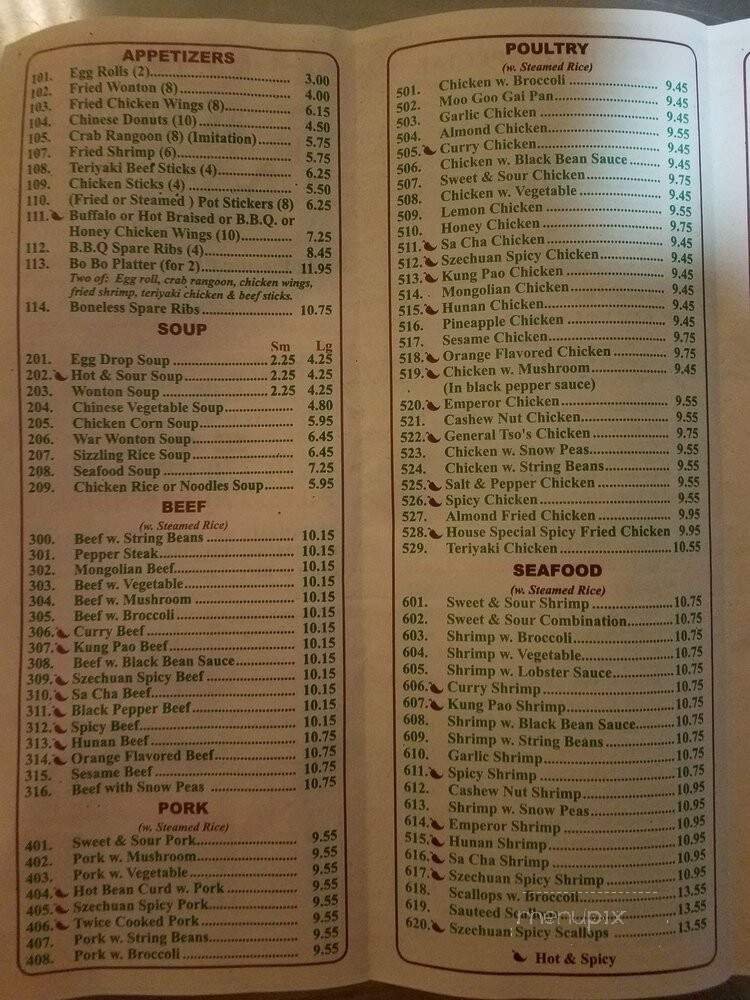 APPETIZERS
101. Egg Rolls (2) 3.00
102. Fried Wonton (8) 4.00
103. Fried Chicken Wings (8) 6.15
104. Chinese Donuts (10) 4.50
105. Crab Rangoon (8) (Imitation) 5.75
107. Fried Shrimp (6) 5.75
108. Teriyaki Beef Sticks (4) 6.25
109. Chicken Sticks (4) 5.50
110. (Fried or Steamed ) Pot Stickers (8) 6.25
111. Buffalo or Hot Braised or B.B.Q. or
Honey Chicken Wings (10) 7.25
112. B.B.Q Spare Ribs (4) 8.45
113. Bo Bo Platter (for 2) 11.95
Two of: Egg roll, crab rangoon, chicken wings,
fried shrimp, teriyaki chicken & beef sticks.
114. Boneless Spare Ribs 10.75
SOUP
Sm Lg
201. Egg Drop Soup 2.25 4.25
202. Hot & Sour Soup 2.25 4.25
203. Wonton Soup 2.25 4.25
204. Chinese Vegetable Soup 4.80
205. Chicken Corn Soup 5.95
206. War Wonton Soup 6.45
207. Sizzling Rice Soup 6.45
208. Seafood Soup 7.25
209. Chicken Rice or Noodles Soup 5.95
BEEF
(w. Steamed Rice)
300. Beef w. String Beans 10.15
301. Pepper Steak 10.15
302. Mongolian Beef 10.15
303. Beef w. Vegetable 10.15
304. Beef w. Mushroom 10.15
305. Beef w. Broccoli 10.15
306. Curry Beef 10.15
307. Kung Pao Beef 10.15
308. Beef w. Black Bean Sauce 10.15
309. Szechuan Spicy Beef 10.15
310. Sa Cha Beef 10.15
311. Black Pepper Beef 10.15
312. Spicy Beef 10.15
313. Hunan Beef 10.75
314. Orange Flavored Beef 10.75
315. Sesame Beef 10.75
316. Beef with Snow Peas 10.75
PORK
(w. Steamed Rice)
401. Sweet & Sour Pork 9.55
402. Pork w. Mushroom 9.55
403. Pork w. Vegetable 9.55
404. Hot Bean Curd w. Pork 9.55
405. Szechuan Spicy Pork 9.55
406. Twice Cooked Pork 9.55
407. Pork w. String Beans 9.55
408. Pork w. Broccoli 9.55
POULTRY
(w. Steamed Rice)
501. Chicken w. Broccoli 9.45
502. Moo Goo Gai Pan 9.45
503. Garlic Chicken 9.45
504. Almond Chicken 9.55
505. Curry Chicken 9.45
506. Chicken w. Black Bean Sauce 9.45
507. Sweet & Sour Chicken 9.75
508. Chicken w. Vegetable 9.45
509. Lemon Chicken 9.55
510. Honey Chicken 9.75
511. Sa Cha Chicken 9.45
512. Szechuan Spicy Chicken 9.45
513. Kung Pao Chicken 9.45
514. Mongolian Chicken 9.45
515. Hunan Chicken 9.45
516. Pineapple Chicken 9.45
517. Sesame Chicken 9.75
518. Orange Flavored Chicken 9.75
519. Chicken w. Mushroom 9.45
(In black pepper sauce)
520. Emperor Chicken 9.55
521. Cashew Nut Chicken 9.55
522. General Tso's Chicken 9.75
523. Chicken w. Snow Peas 9.55
524. Chicken w. String Beans 9.55
525. Salt & Pepper Chicken 9.55
526. Spicy Chicken 9.55
527. Almond Fried Chicken 9.95
528. House Special Spicy Fried Chicken 9.95
529. Teriyaki Chicken 10.55
SEAFOOD
(w. Steamed Rice)
601. Sweet & Sour Shrimp 10.75
602. Sweet & Sour Combination 10.75
603. Shrimp w. Broccoli 10.75
604. Shrimp w. Vegetable 10.75
605. Shrimp w. Lobster Sauce 10.75
606. Curry Shrimp 10.75
607. Kung Pao Shrimp 10.75
608. Shrimp w. Black Bean Sauce 10.75
609. Shrimp w. String Beans 10.75
610. Garlic Shrimp 10.75
611. Spicy Shrimp 10.75
612. Cashew Nut Shrimp 10.95
613. Shrimp w. Snow Peas 10.95
614. Emperor Shrimp 10.95
515. Hunan Shrimp 10.95
616. Sa Cha Shrimp 10.95
617. Szechuan Spicy Shrimp 10.95
618. Scallops w. Broccoli 13.55
619. Sauteed 13.55
620. Szechuan Spicy Scallops 13.55
menupix
Hot & Spicy